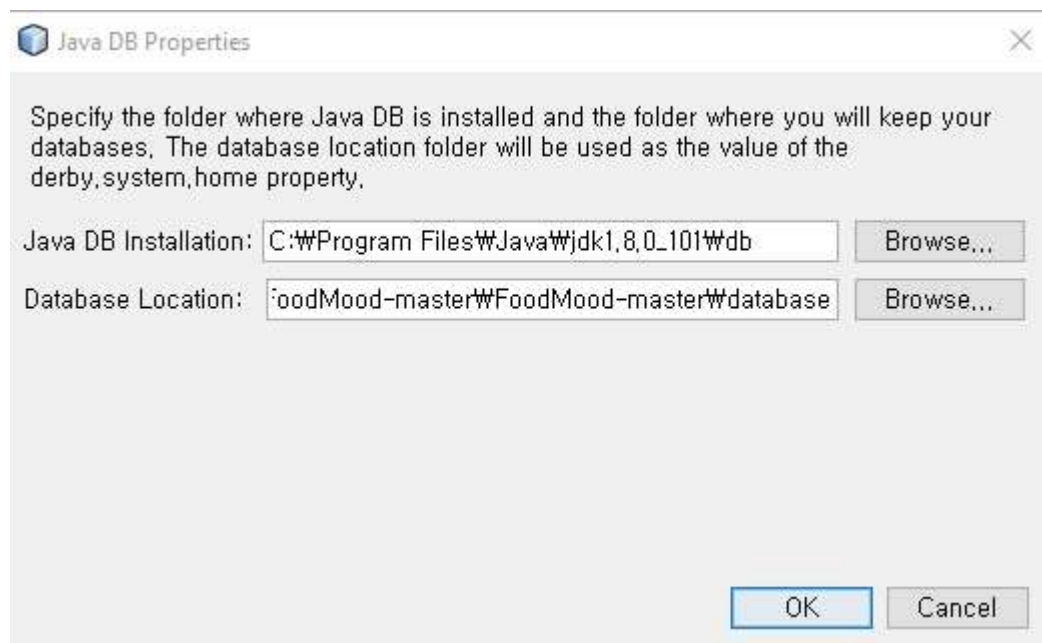 Java DB Properties
Specify the folder where Java DB is installed and the folder where you will keep your
databases, The database location folder will be used as the value of the
derby,system,home property,
Java DB Installation: C:₩Program Files₩Java₩jdk1,8,0_101₩db Browse,,,
Database Location: oodMood-master₩FoodMood-master₩database Browse,,,
OK Cancel